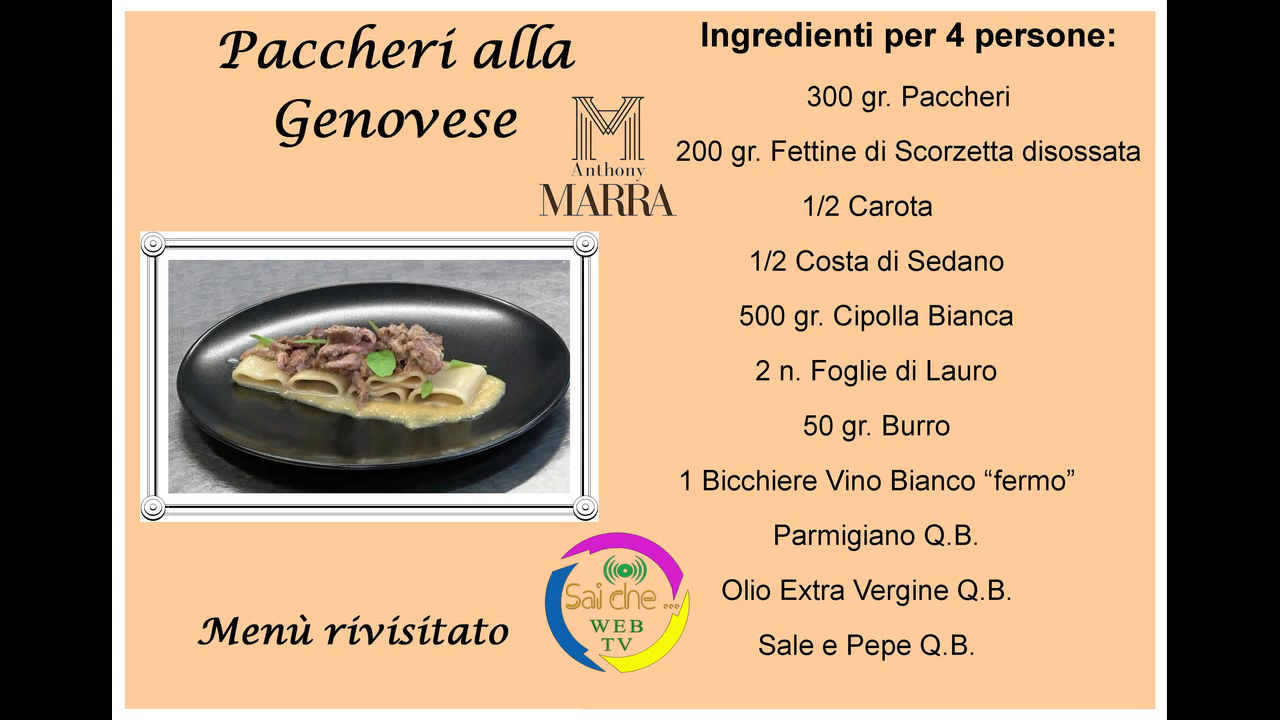 Paccheri alla
Genovese
M
Anthony
MARRA
Ingredienti per 4 persone:
300 gr. Paccheri
200 gr. Fettine di Scorzetta disossata
1/2 Carota
1/2 Costa di Sedano
500 gr. Cipolla Bianca
2 n. Foglie di Lauro
50 gr. Burro
1 Bicchiere Vino Bianco “fermo”
Parmigiano Q.B.
Olio Extra Vergine Q.B.
Sale e Pepe Q.B.
Menù rivisitato
Sai che ...
WEB
TV